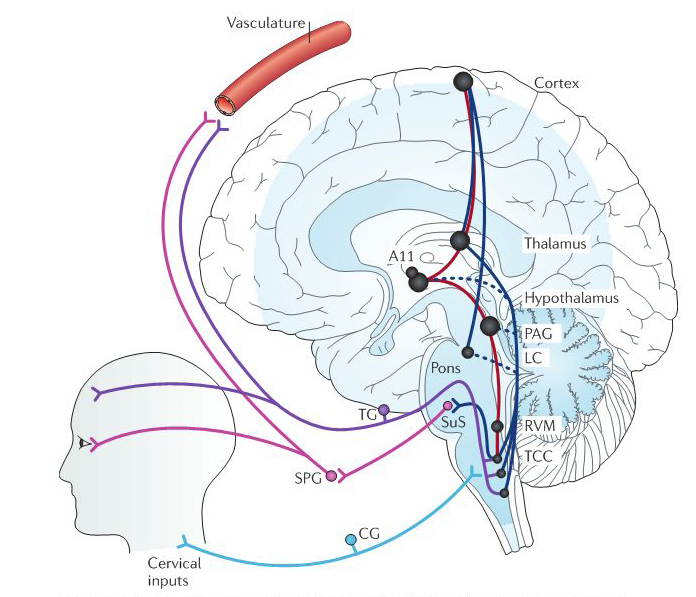 Vasculature
Cortex
Thalamus
A11
Hypothalamus
PAG
LC
Pons
TG
SuS
RVM
TCC
SPG
CG
Cervical
inputs